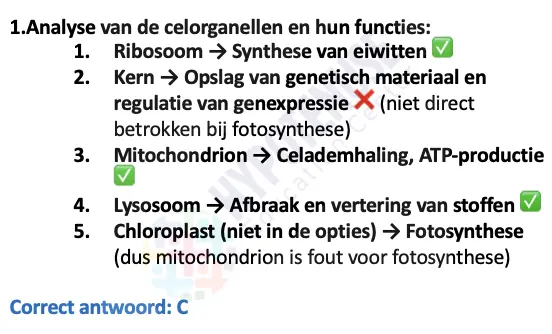 1.Analyse van de celorganellen en hun functies:
1. Ribosoom → Synthese van eiwitten ✅
2. Kern → Opslag van genetisch materiaal en
regulatie van genexpressie ❌ (niet direct
betrokken bij fotosynthese)
3. Mitochondrion → Celademhaling, ATP-productie
✅
4. Lysosoom → Afbraak en vertering van stoffen ✅
5. Chloroplast (niet in de opties) → Fotosynthese
(dus mitochondrion is fout voor fotosynthese)
Correct antwoord: C